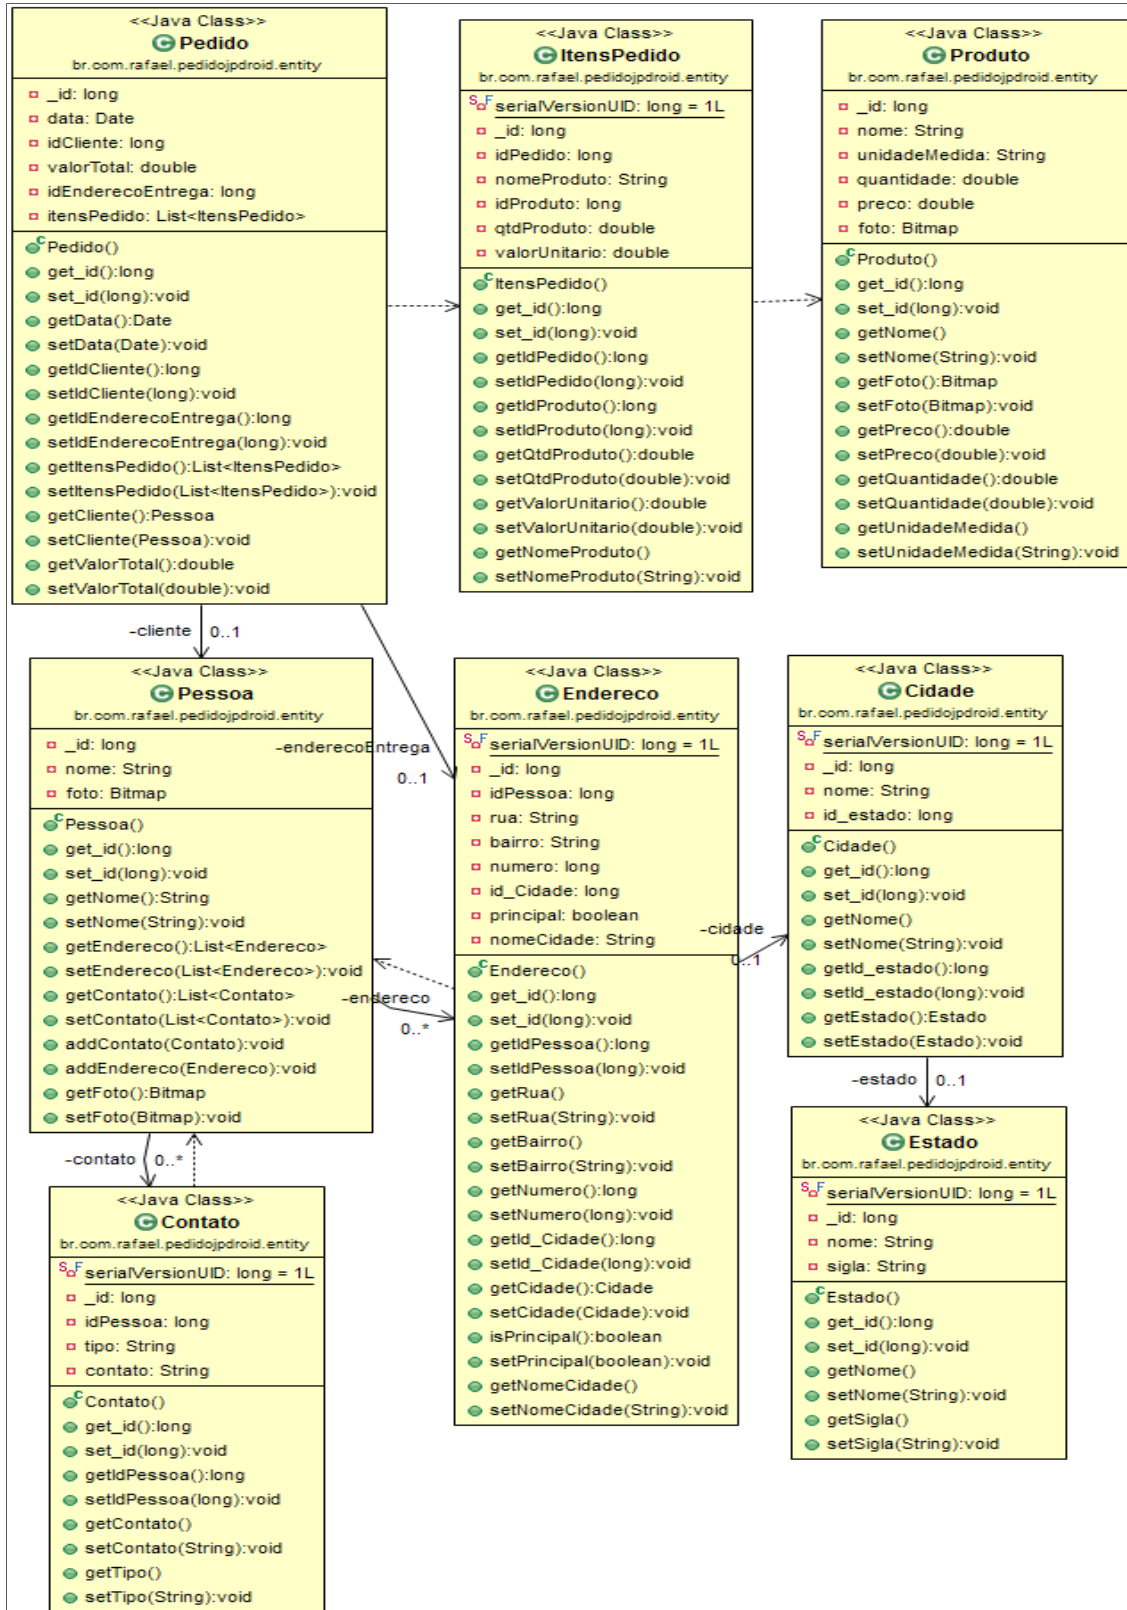 <<Java Class>>
Pedido
br.com.rafael.pedidojpdroid.entity
_id: long
data: Date
idCliente: long
valorTotal: double
idEnderecoEntrega: long
itensPedido: List<ItensPedido>
Pedido()
get_id():long
set_id(long):void
getData():Date
setData(Date):void
getIdCliente():long
setIdCliente(long):void
getIdEnderecoEntrega():long
setIdEnderecoEntrega(long):void
getItensPedido():List<ItensPedido>
setItensPedido(List<ItensPedido>):void
getCliente():Pessoa
setCliente(Pessoa):void
getValorTotal():double
setValorTotal(double):void
<<Java Class>>
ItensPedido
br.com.rafael.pedidojpdroid.entity
serialVersionUID: long = 1L
_id: long
idPedido: long
nomeProduto: String
idProduto: long
qtdProduto: double
valorUnitario: double
ItensPedido()
get_id():long
set_id(long):void
getIdPedido():long
setIdPedido(long):void
getIdProduto():long
setIdProduto(long):void
getQtdProduto():double
setQtdProduto(double):void
getValorUnitario():double
setValorUnitario(double):void
getNomeProduto()
setNomeProduto(String):void
<<Java Class>>
Produto
br.com.rafael.pedidojpdroid.entity
_id: long
nome: String
unidadeMedida: String
quantidade: double
preco: double
foto: Bitmap
Produto()
get_id():long
set_id(long):void
getNome()
setNome(String):void
getFoto():Bitmap
setFoto(Bitmap):void
getPreco():double
setPreco(double):void
getQuantidade():double
setQuantidade(double):void
getUnidadeMedida()
setUnidadeMedida(String):void
-cliente 0..1
-enderecoEntrega
0..1
<<Java Class>>
Pessoa
br.com.rafael.pedidojpdroid.entity
_id: long
nome: String
foto: Bitmap
Pessoa()
get_id():long
set_id(long):void
getNome():String
setNome(String):void
getEndereco():List<Endereco>
setEndereco(List<Endereco>):void
getContato():List<Contato>
setContato(List<Contato>):void
addContato(Contato):void
addEndereco(Endereco):void
getFoto():Bitmap
setFoto(Bitmap):void
-endereco
0..*
<<Java Class>>
Endereco
br.com.rafael.pedidojpdroid.entity
serialVersionUID: long = 1L
_id: long
idPessoa: long
rua: String
bairro: String
numero: long
id_Cidade: long
principal: boolean
nomeCidade: String
Endereco()
get_id():long
set_id(long):void
getIdPessoa():long
setIdPessoa(long):void
getRua()
setRua(String):void
getBairro()
setBairro(String):void
getNumero():long
setNumero(long):void
getId_Cidade():long
setId_Cidade(long):void
getCidade():Cidade
setCidade(Cidade):void
isPrincipal():boolean
setPrincipal(boolean):void
getNomeCidade()
setNomeCidade(String):void
-cidade
0..1
<<Java Class>>
Cidade
br.com.rafael.pedidojpdroid.entity
serialVersionUID: long = 1L
_id: long
nome: String
id_estado: long
Cidade()
get_id():long
set_id(long):void
getNome()
setNome(String):void
getId_estado():long
setId_estado(long):void
getEstado():Estado
setEstado(Estado):void
-estado 0..1
<<Java Class>>
Estado
br.com.rafael.pedidojpdroid.entity
serialVersionUID: long = 1L
_id: long
nome: String
sigla: String
Estado()
get_id():long
set_id(long):void
getNome()
setNome(String):void
getSigla()
setSigla(String):void
-contato 0..*
<<Java Class>>
Contato
br.com.rafael.pedidojpdroid.entity
serialVersionUID: long = 1L
_id: long
idPessoa: long
tipo: String
contato: String
Contato()
get_id():long
set_id(long):void
getIdPessoa():long
setIdPessoa(long):void
getContato()
setContato(String):void
getTipo()
setTipo(String):void